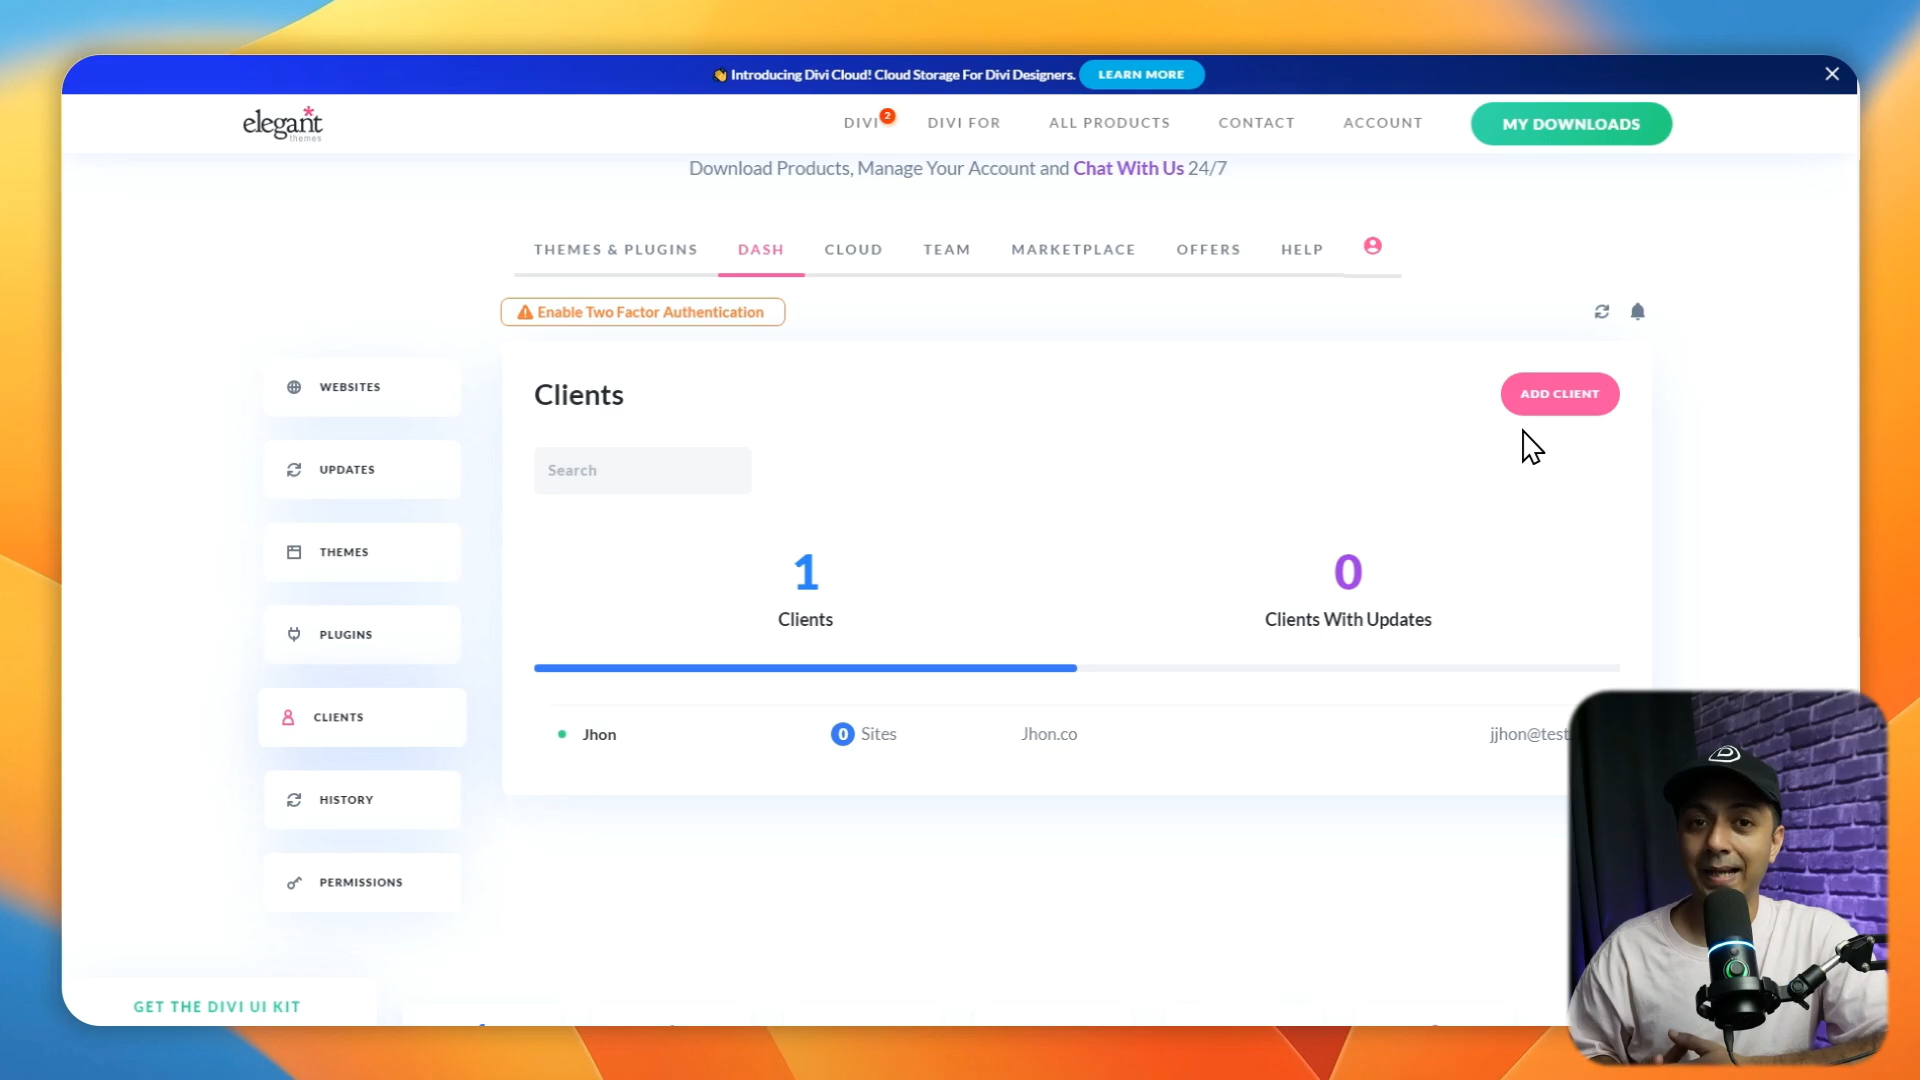 Introducing Divi Cloud! Cloud Storage For Divi Designers. LEARN MORE
elegant themes
DIVI 2 DIVI FOR ALL PRODUCTS CONTACT ACCOUNT MY DOWNLOADS
Download Products, Manage Your Account and Chat With Us 24/7
THEMES & PLUGINS DASH CLOUD TEAM MARKETPLACE OFFERS HELP
Enable Two Factor Authentication
WEBSITES
UPDATES
THEMES
PLUGINS
CLIENTS
HISTORY
PERMISSIONS
Clients
ADD CLIENT
Search
1
Clients
0
Clients With Updates
Jhon 0 Sites Jhon.co jjhon@test
GET THE DIVI UI KIT